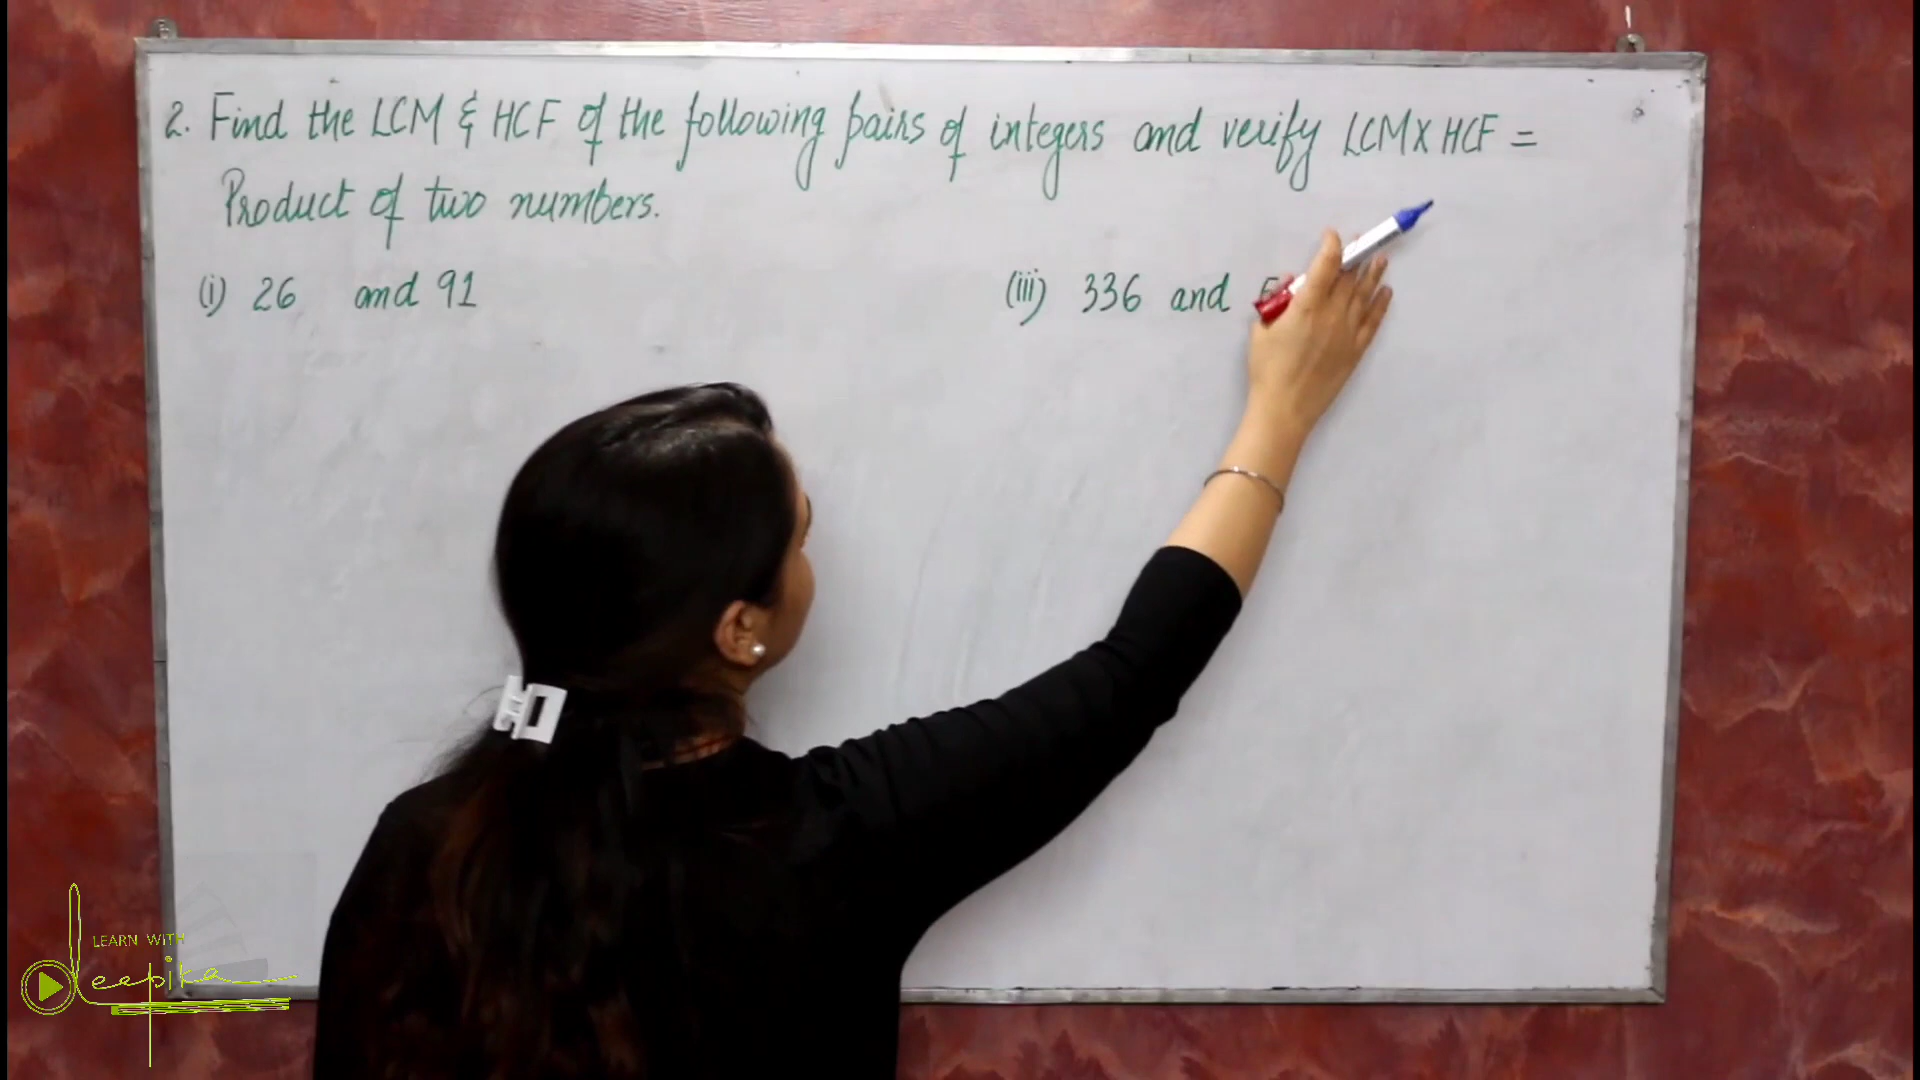 2. Find the LCM & HCF of the following pairs of integers and verify LCM X HCF =
Product of two numbers.
(i) 26 and 91
(iii) 336 and
LEARN WITH
deepika